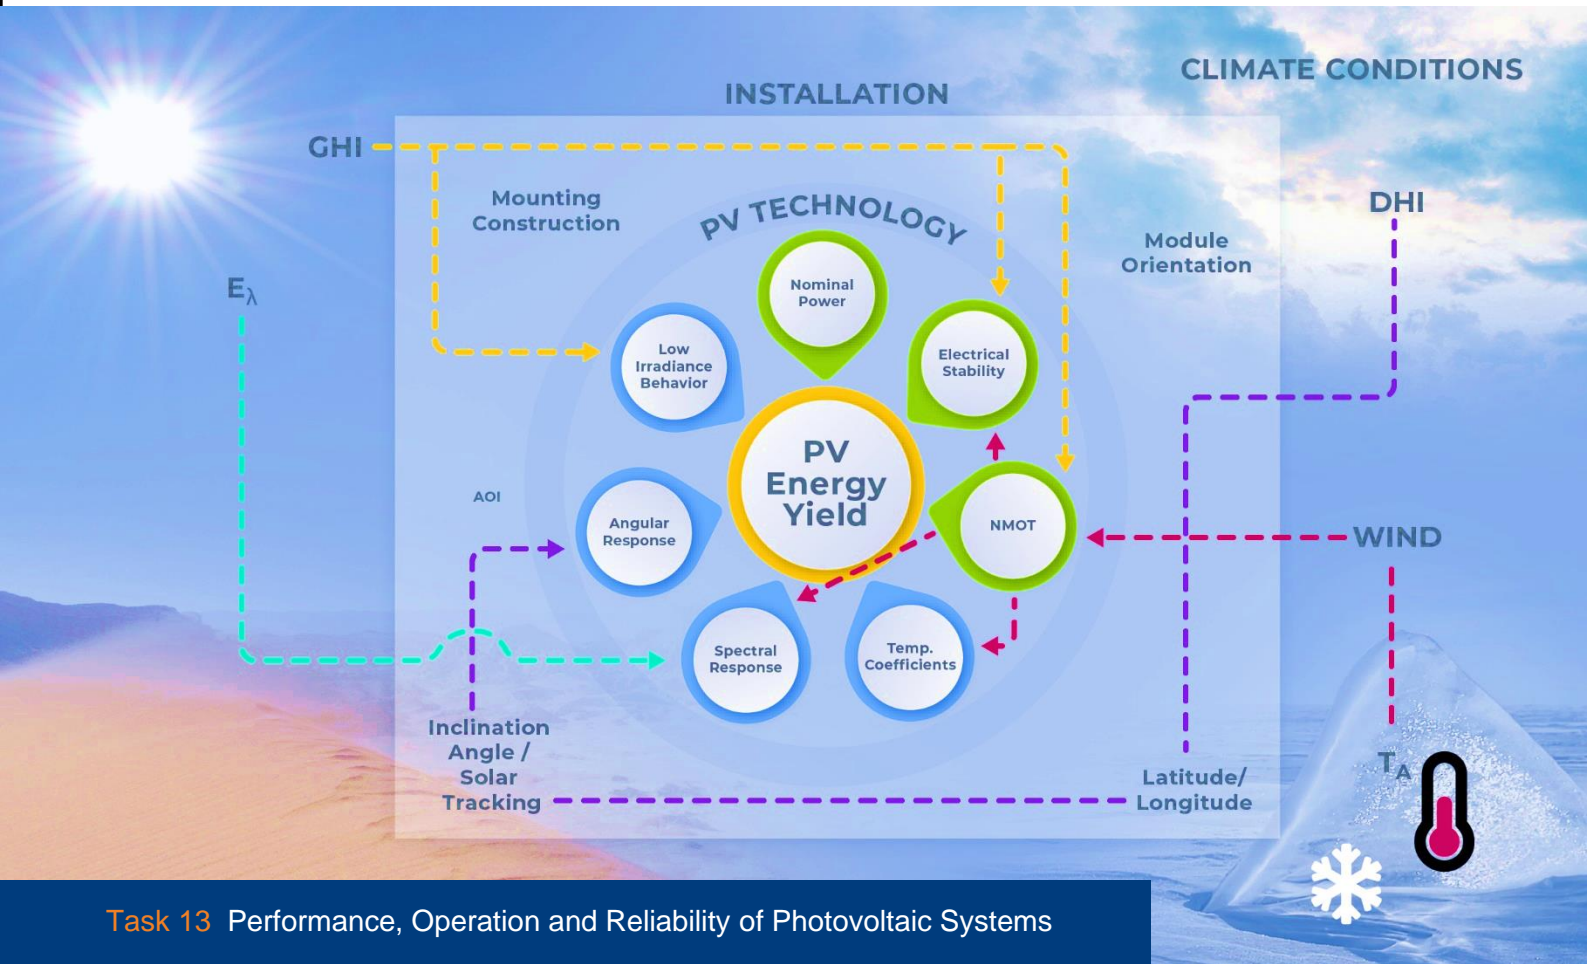 CLIMATE CONDITIONS
INSTALLATION
GHI
Mounting
Construction
PV TECHNOLOGY
DHI
Module
Orientation
Nominal
Power
Eλ
Low
Irradiance
Behavior
Electrical
Stability
PV
Energy
Yield
AOI
Angular
Response
NMOT
WIND
Spectral
Response
Temp.
Coefficients
Inclination
Angle /
Solar
Tracking
Latitude/
Longitude
TA
Task 13 Performance, Operation and Reliability of Photovoltaic Systems